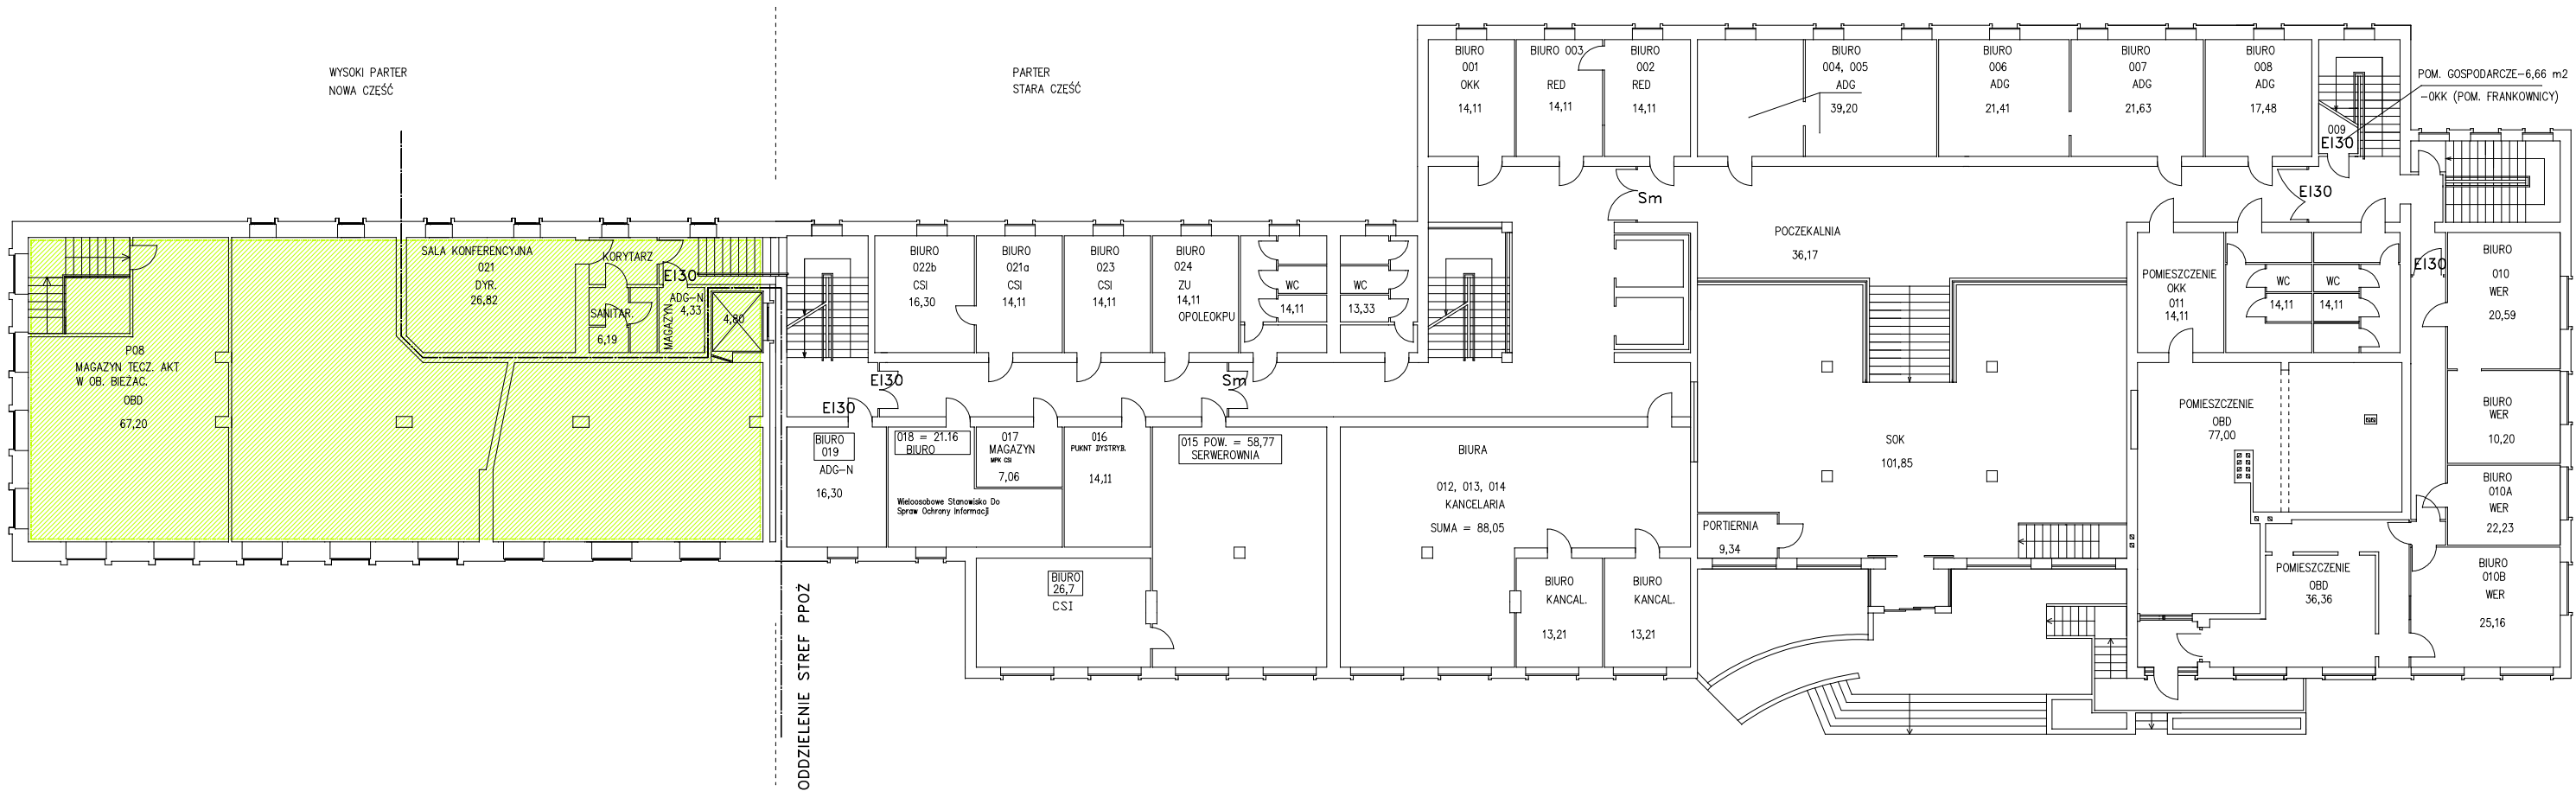 WYSOKI PARTER
NOWA CZĘŚĆ
PARTER
STARA CZĘŚĆ
BIURO
001
OKK
14,11
BIURO 003
RED
14,11
BIURO
002
RED
14,11
BIURO
004, 005
ADG
39,20
BIURO
006
ADG
21,41
BIURO
007
ADG
21,63
BIURO
008
ADG
17,48
POM. GOSPODARCZE-6,66 m2
-OKK (POM. FRANKOWNICY)
009
EI30
EI30
Sm
SALA KONFERENCYJNA
021
DYR.
26,82
KORYTARZ
EI30
ADG-N
4,33
MAGAZYN
SANITAR.
6,19
4,80
P08
MAGAZYN TECZ. AKT
W OB. BIEŻAC.
OBD
67,20
BIURO
022b
CSI
16,30
BIURO
021a
CSI
14,11
BIURO
023
CSI
14,11
BIURO
024
ZU
14,11
OPOLEOKPU
WC
14,11
WC
13,33
POCZEKALNIA
36,17
POMIESZCZENIE
OKK
011
14,11
WC
14,11
WC
14,11
EI30
BIURO
010
WER
20,59
EI30
EI30
Sm
BIURO
019
ADG-N
16,30
018 = 21.16
BIURO
Wieloosobowe Stanowisko Do
Spraw Ochrony Informacji
017
MAGAZYN
MPK CSI
7,06
016
PUKNT DYSTRYB.
14,11
015 POW. = 58,77
SERWEROWNIA
BIURA
012, 013, 014
KANCELARIA
SUMA = 88,05
SOK
101,85
PORTIERNIA
9,34
POMIESZCZENIE
OBD
77,00
BIURO
WER
10,20
BIURO
010A
WER
22,23
BIURO
26,7
CSI
BIURO
KANCAL.
13,21
BIURO
KANCAL.
13,21
POMIESZCZENIE
OBD
36,36
BIURO
010B
WER
25,16
ODDZIELENIE STREF PPOŻ